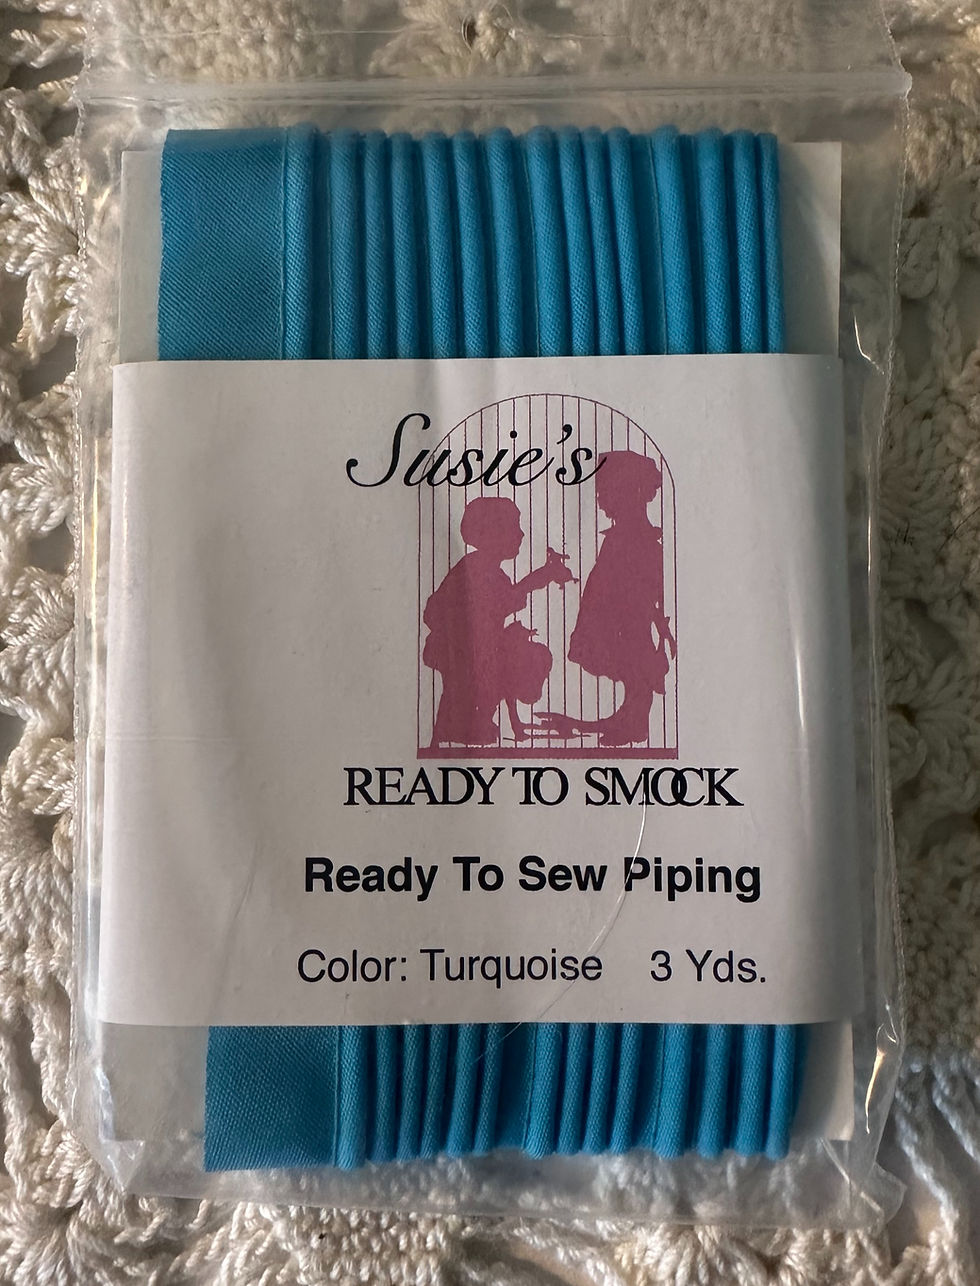 Susie's
READY TO SMOCK
Ready To Sew Piping
Color: Turquoise 3 Yds.